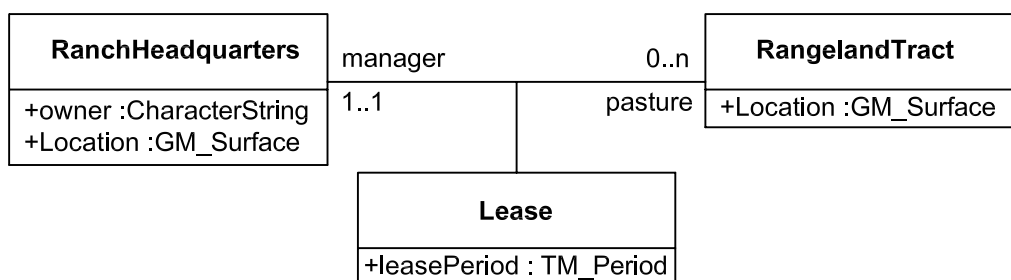 RanchHeadquarters
+owner :CharacterString
+Location :GM_Surface
manager
1..1
0..n
pasture
RangelandTract
+Location :GM_Surface
Lease
+leasePeriod : TM_Period